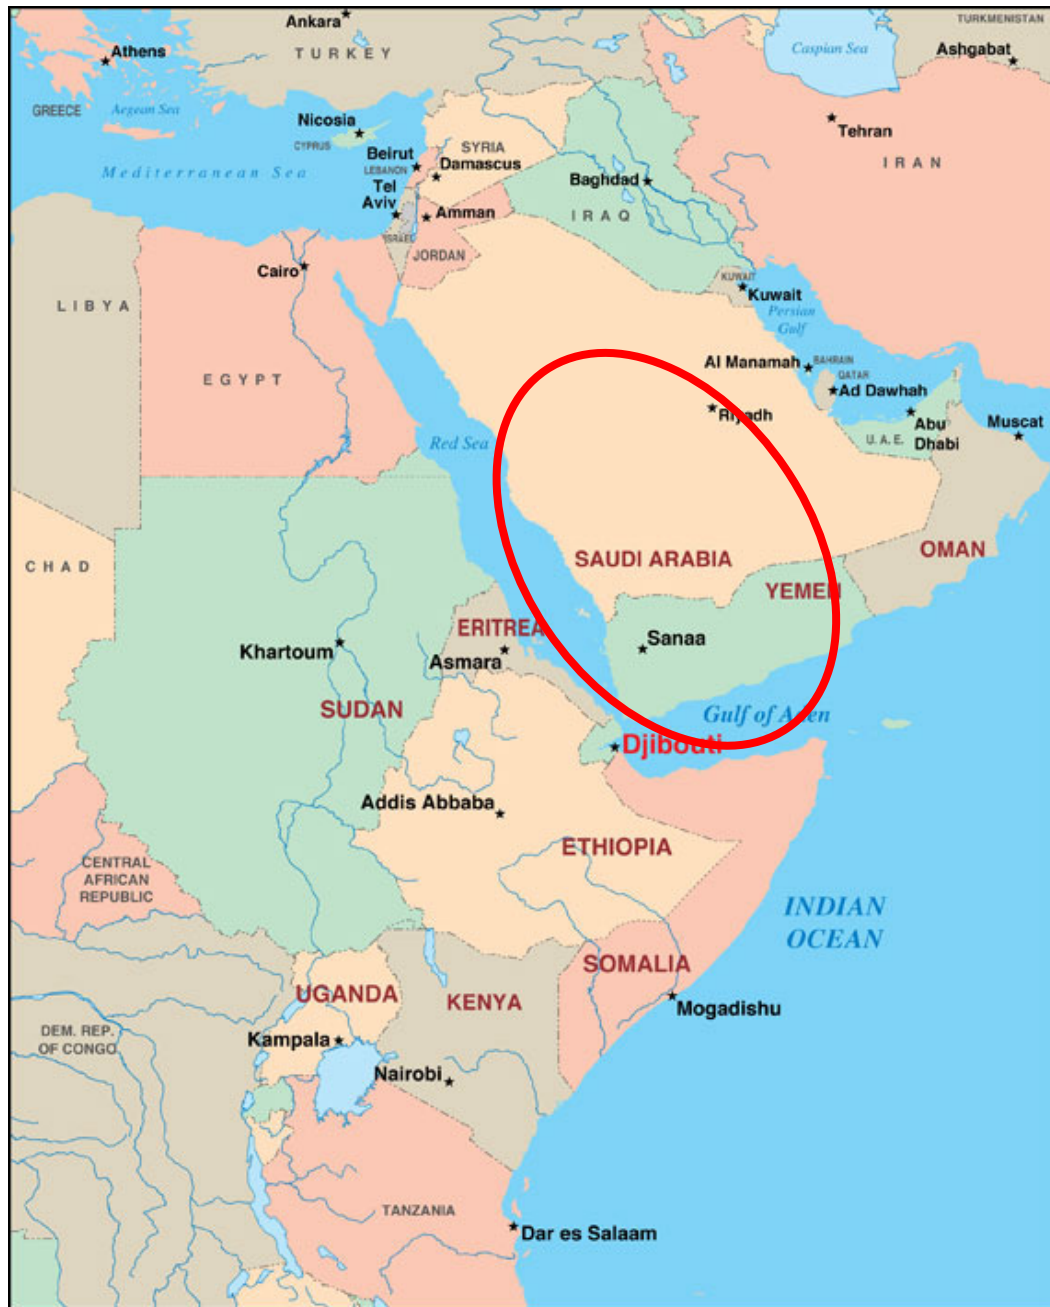 TURKMENISTAN
Ankara
TURKEY
Caspian Sea
Ashgabat
Athens
GREECE
Aegean Sea
Nicosia
CYPRUS
Tehran
IRAN
Beirut
LEBANON
SYRIA
Damascus
Mediterranean Sea
Tel
Aviv
Baghdad
IRAQ
Amman
ISRAEL
JORDAN
Cairo
KUWAIT
Kuwait
Persian
Gulf
LIBYA
EGYPT
Al Manamah
BAHRAIN
QATAR
Ad Dawhah
Riyadh
Abu
Dhabi
U.A.E.
Muscat
Red Sea
CHAD
SAUDI ARABIA
OMAN
YEMEN
ERITREA
Sanaa
Khartoum
Asmara
SUDAN
Gulf of Aden
Djibouti
Addis Abbaba
ETHIOPIA
CENTRAL
AFRICAN
REPUBLIC
INDIAN
OCEAN
SOMALIA
UGANDA
KENYA
Mogadishu
DEM. REP.
OF CONGO
Kampala
Nairobi
TANZANIA
Dar es Salaam